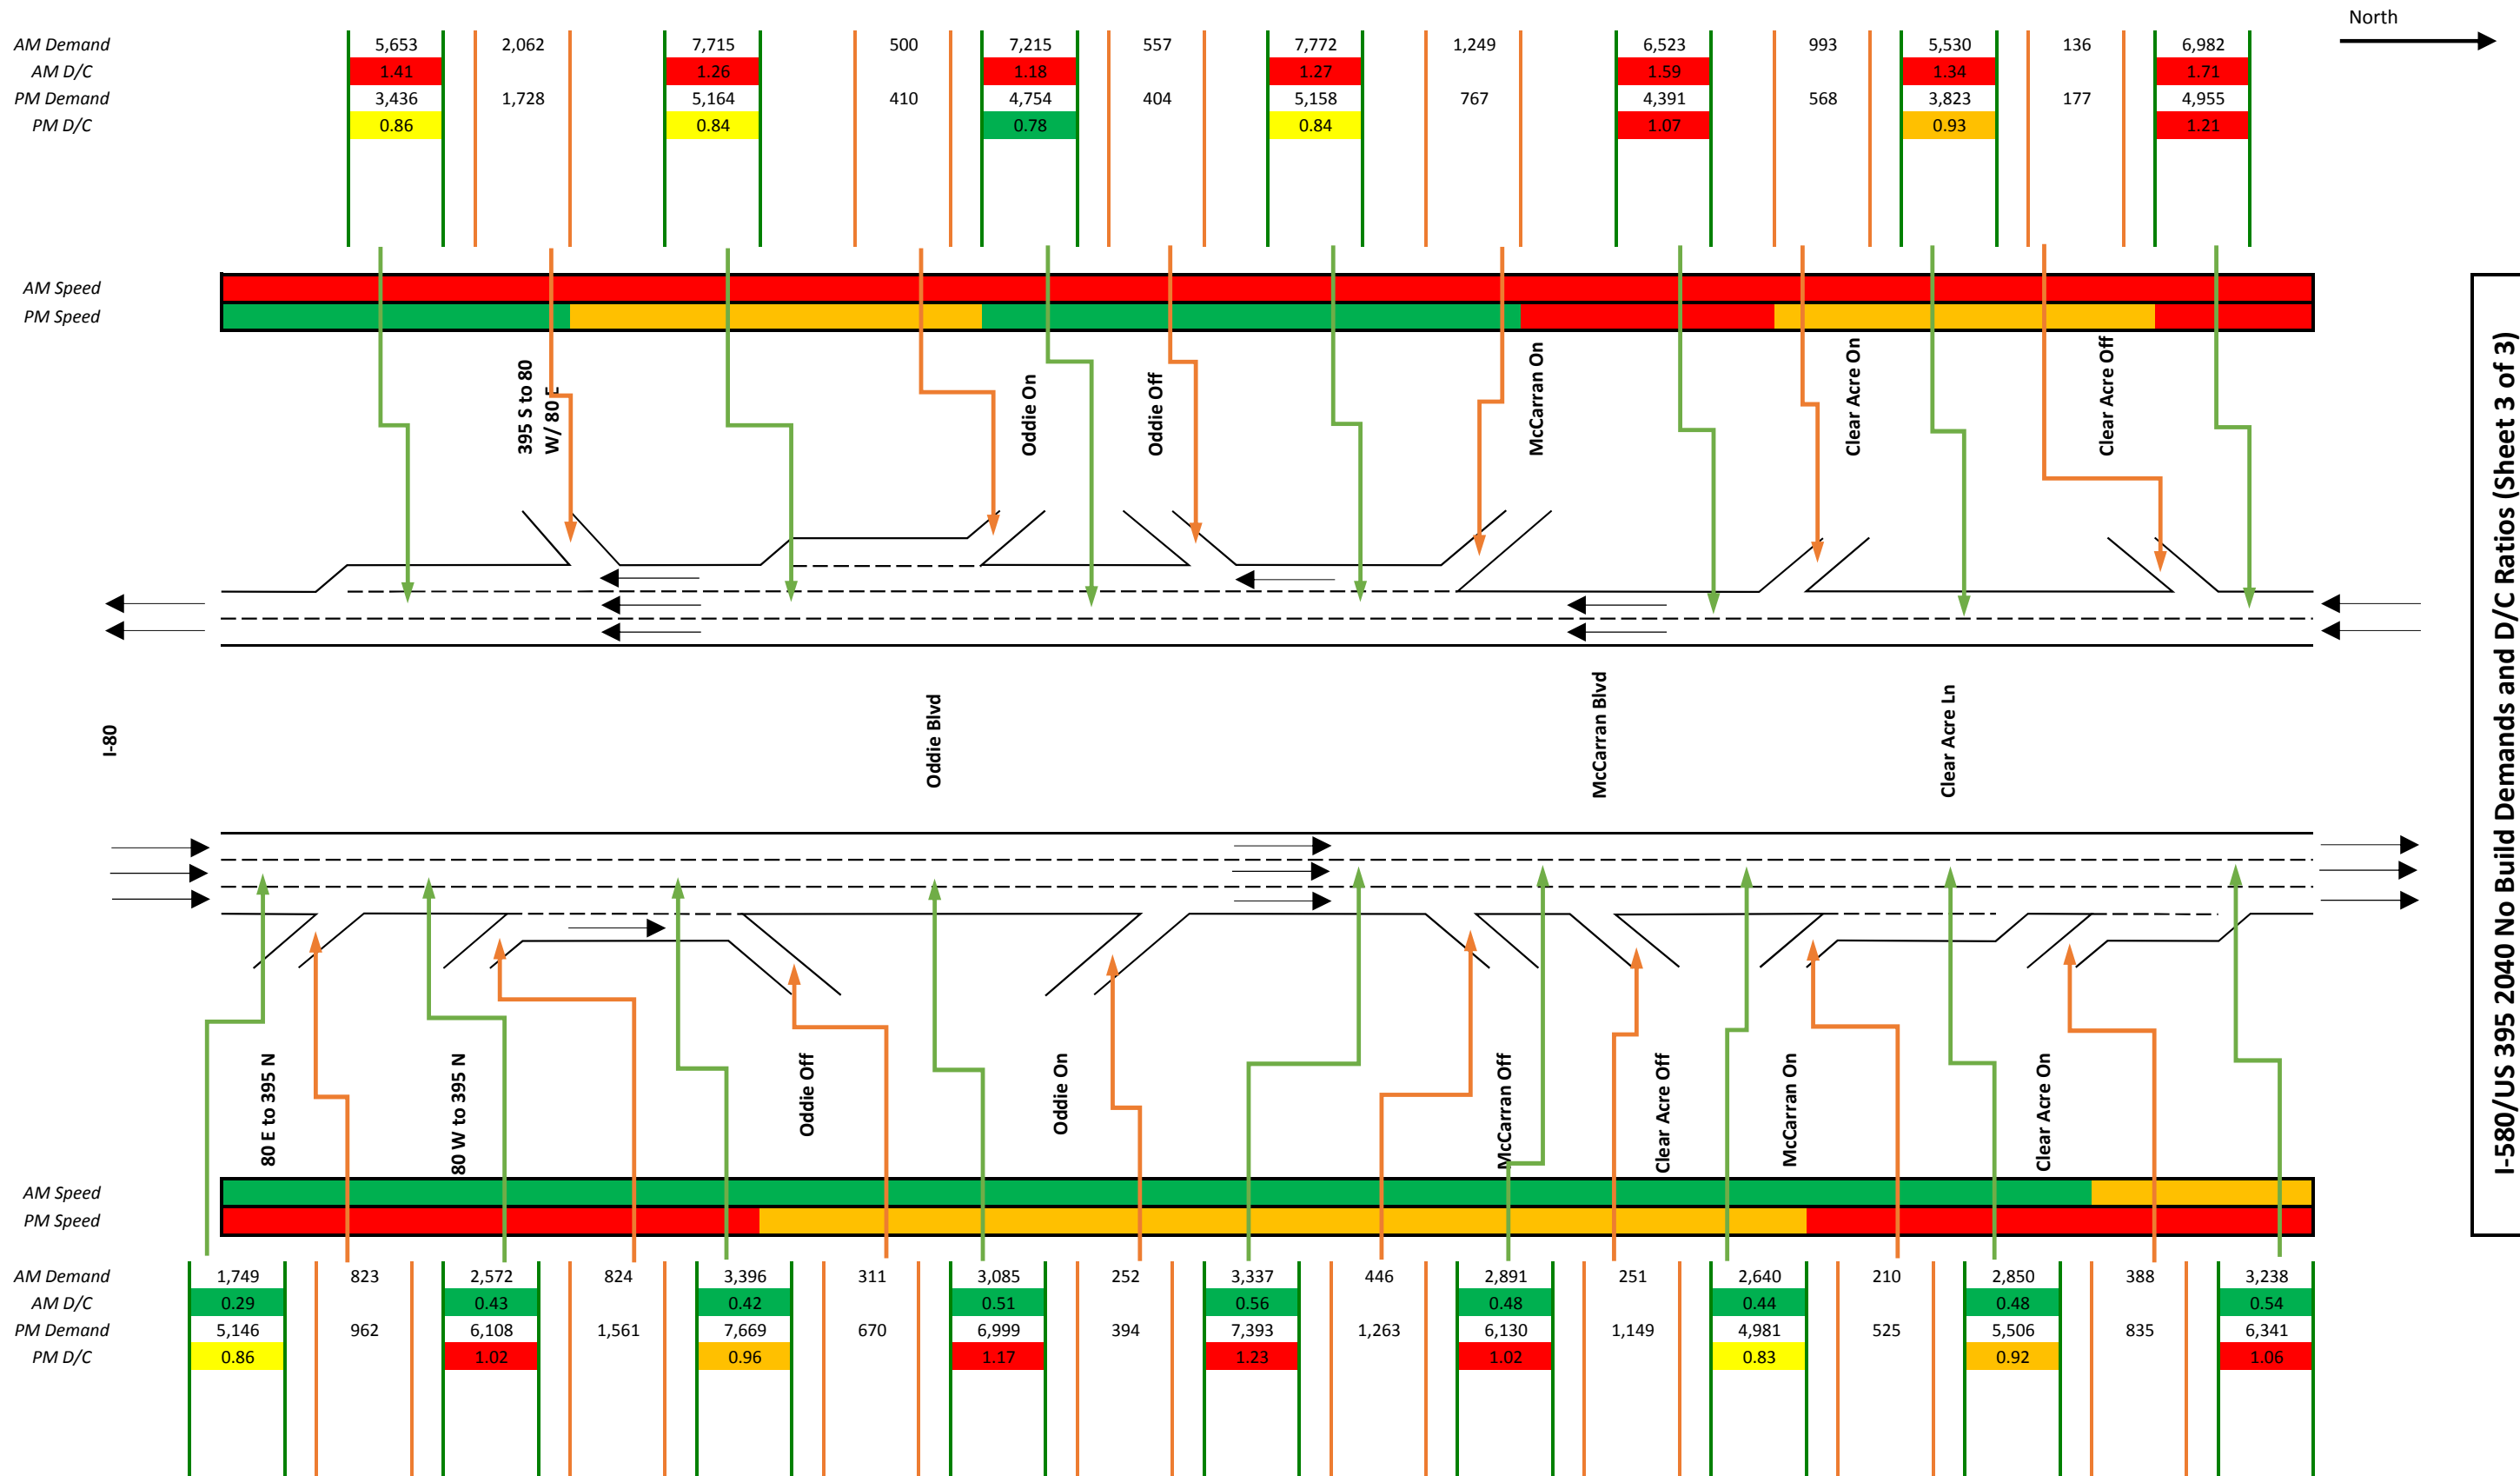 North
AM Demand 5,653 2,062 7,715 500 7,215 557 7,772 1,249 6,523 993 5,530 136 6,982
AM D/C 1.41 1.26 1.18 1.27 1.59 1.34 1.71
PM Demand 3,436 1,728 5,164 410 4,754 404 5,158 767 4,391 568 3,823 177 4,955
PM D/C 0.86 0.84 0.78 0.84 1.07 0.93 1.21
AM Speed
PM Speed
395 S to 80
W/ 80 E
Oddie On
Oddie Off
McCarran On
Clear Acre On
Clear Acre Off
I-80
Oddie Blvd
McCarran Blvd
Clear Acre Ln
80 E to 395 N
80 W to 395 N
Oddie Off
Oddie On
McCarran Off
Clear Acre Off
McCarran On
Clear Acre On
AM Speed
PM Speed
AM Demand 1,749 823 2,572 824 3,396 311 3,085 252 3,337 446 2,891 251 2,640 210 2,850 388 3,238
AM D/C 0.29 0.43 0.42 0.51 0.56 0.48 0.44 0.48 0.54
PM Demand 5,146 962 6,108 1,561 7,669 670 6,999 394 7,393 1,263 6,130 1,149 4,981 525 5,506 835 6,341
PM D/C 0.86 1.02 0.96 1.17 1.23 1.02 0.83 0.92 1.06
I-580/US 395 2040 No Build Demands and D/C Ratios (Sheet 3 of 3)